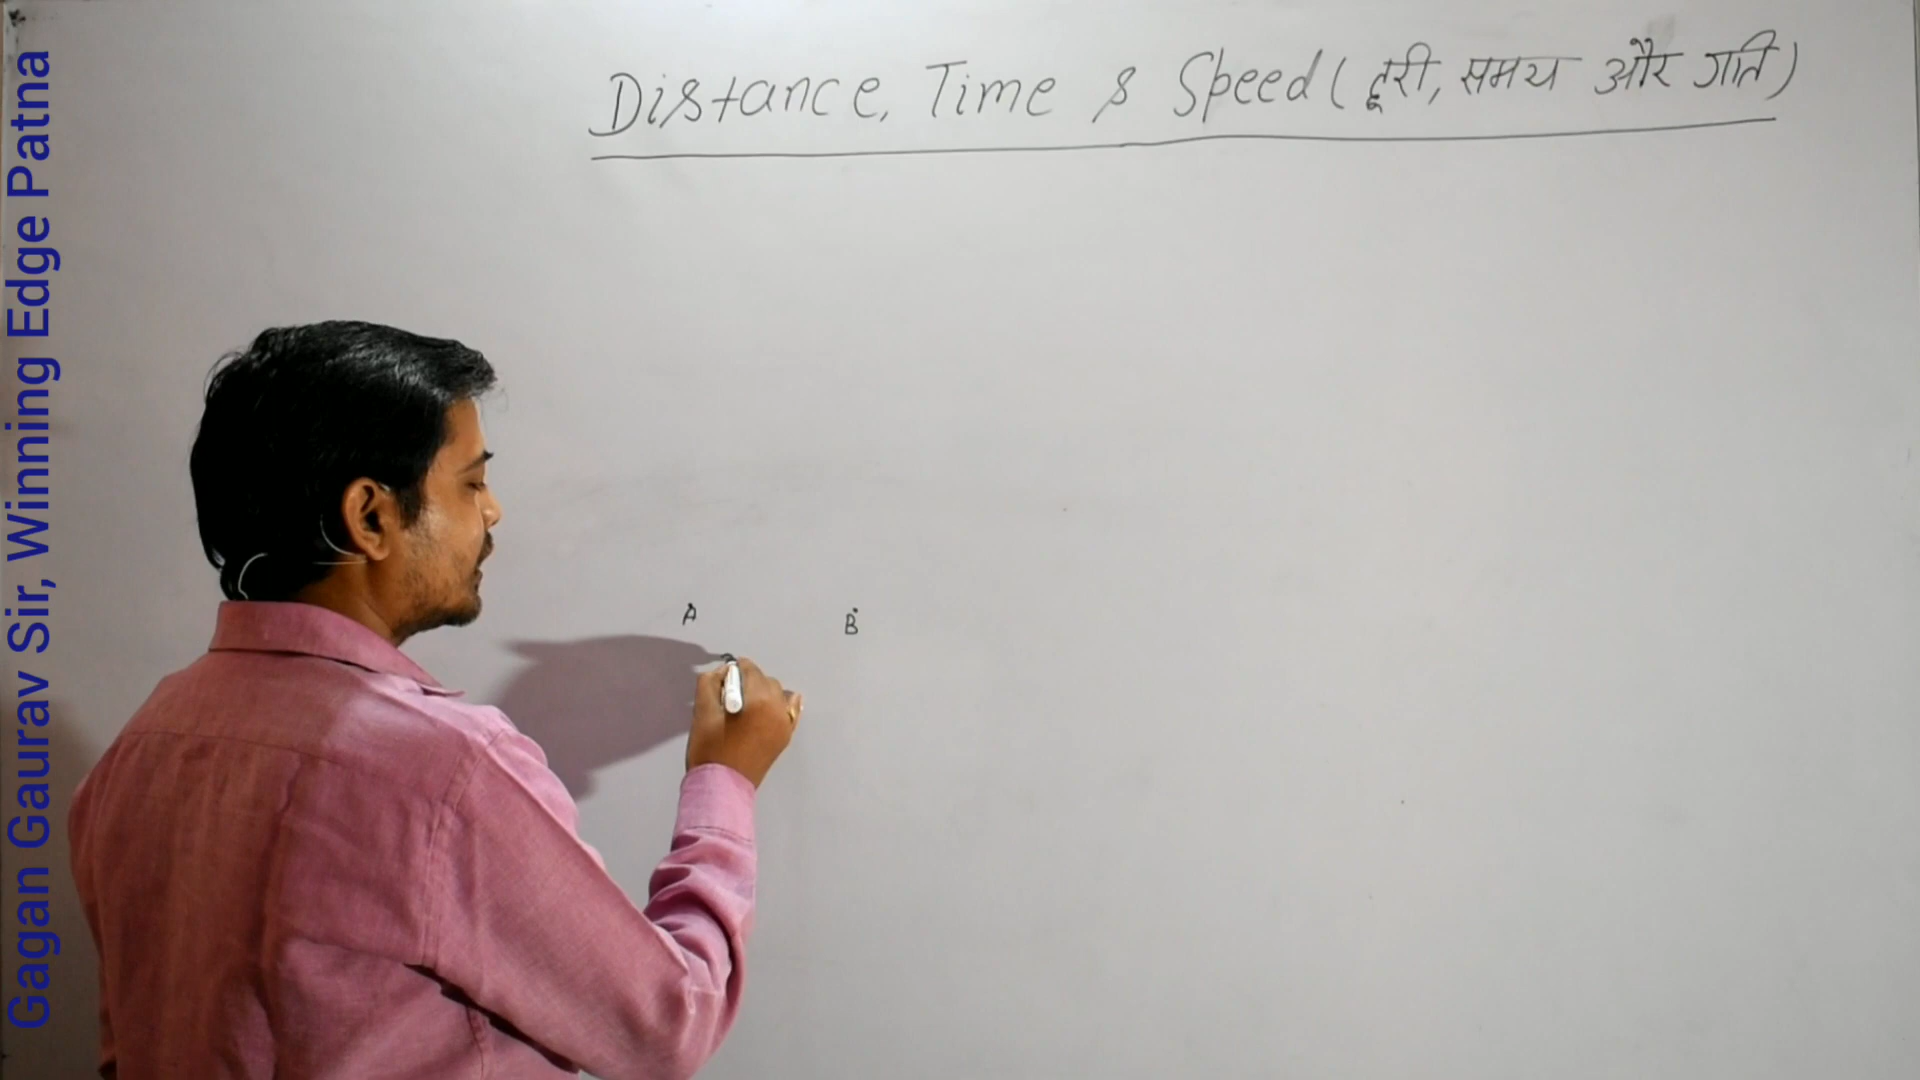 Distance, Time & Speed (दूरी, समय और गति)
A B
Gagan Gaurav Sir, Winning Edge Patna